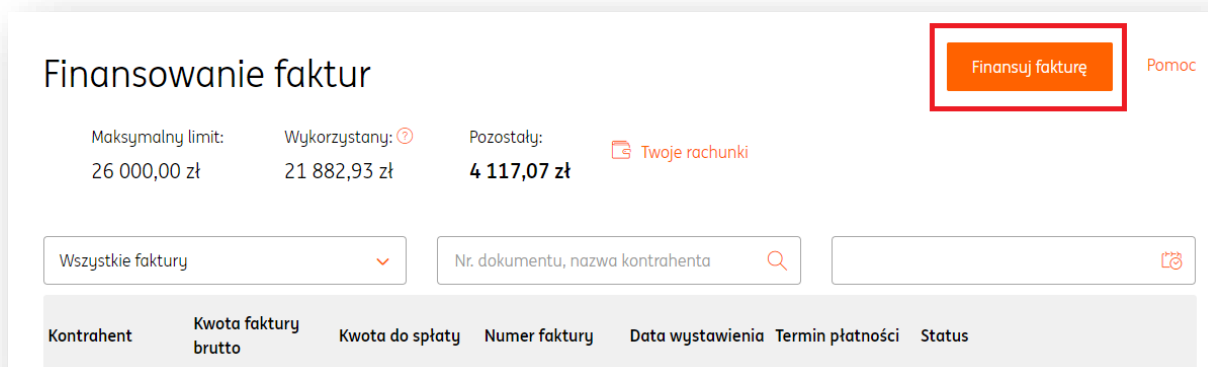 Finansowanie faktur
Finansuj fakturę
Pomoc
Maksymalny limit:
26 000,00 zł
Wykorzystany: ?
21 882,93 zł
Pozostały:
4 117,07 zł
Twoje rachunki
Wszystkie faktury
Nr. dokumentu, nazwa kontrahenta
Kontrahent
Kwota faktury
brutto
Kwota do spłaty
Numer faktury
Data wystawienia
Termin płatności
Status